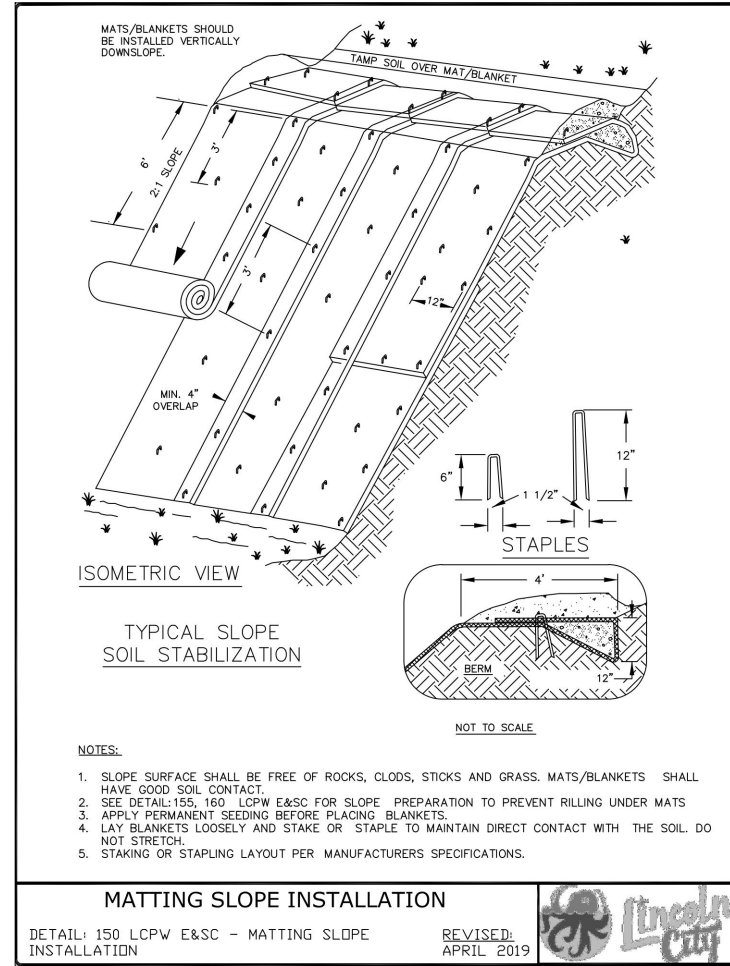 MATS/BLANKETS SHOULD
BE INSTALLED VERTICALLY
DOWNSLOPE.
TAMP SOIL OVER MAT/BLANKET
6'
2:1 SLOPE
3'
3'
12"
MIN. 4"
OVERLAP
6"
12"
1 1/2"
STAPLES
ISOMETRIC VIEW
TYPICAL SLOPE
SOIL STABILIZATION
4'
BERM
12"
NOT TO SCALE
NOTES:
1. SLOPE SURFACE SHALL BE FREE OF ROCKS, CLODS, STICKS AND GRASS. MATS/BLANKETS SHALL
HAVE GOOD SOIL CONTACT.
2. SEE DETAIL:155, 160 LCPW E&SC FOR SLOPE PREPARATION TO PREVENT RILLING UNDER MATS
3. APPLY PERMANENT SEEDING BEFORE PLACING BLANKETS.
4. LAY BLANKETS LOOSELY AND STAKE OR STAPLE TO MAINTAIN DIRECT CONTACT WITH THE SOIL. DO
NOT STRETCH.
5. STAKING OR STAPLING LAYOUT PER MANUFACTURERS SPECIFICATIONS.
MATTING SLOPE INSTALLATION
DETAIL: 150 LCPW E&SC - MATTING SLOPE
INSTALLATION
REVISED:
APRIL 2019
Lincoln
City